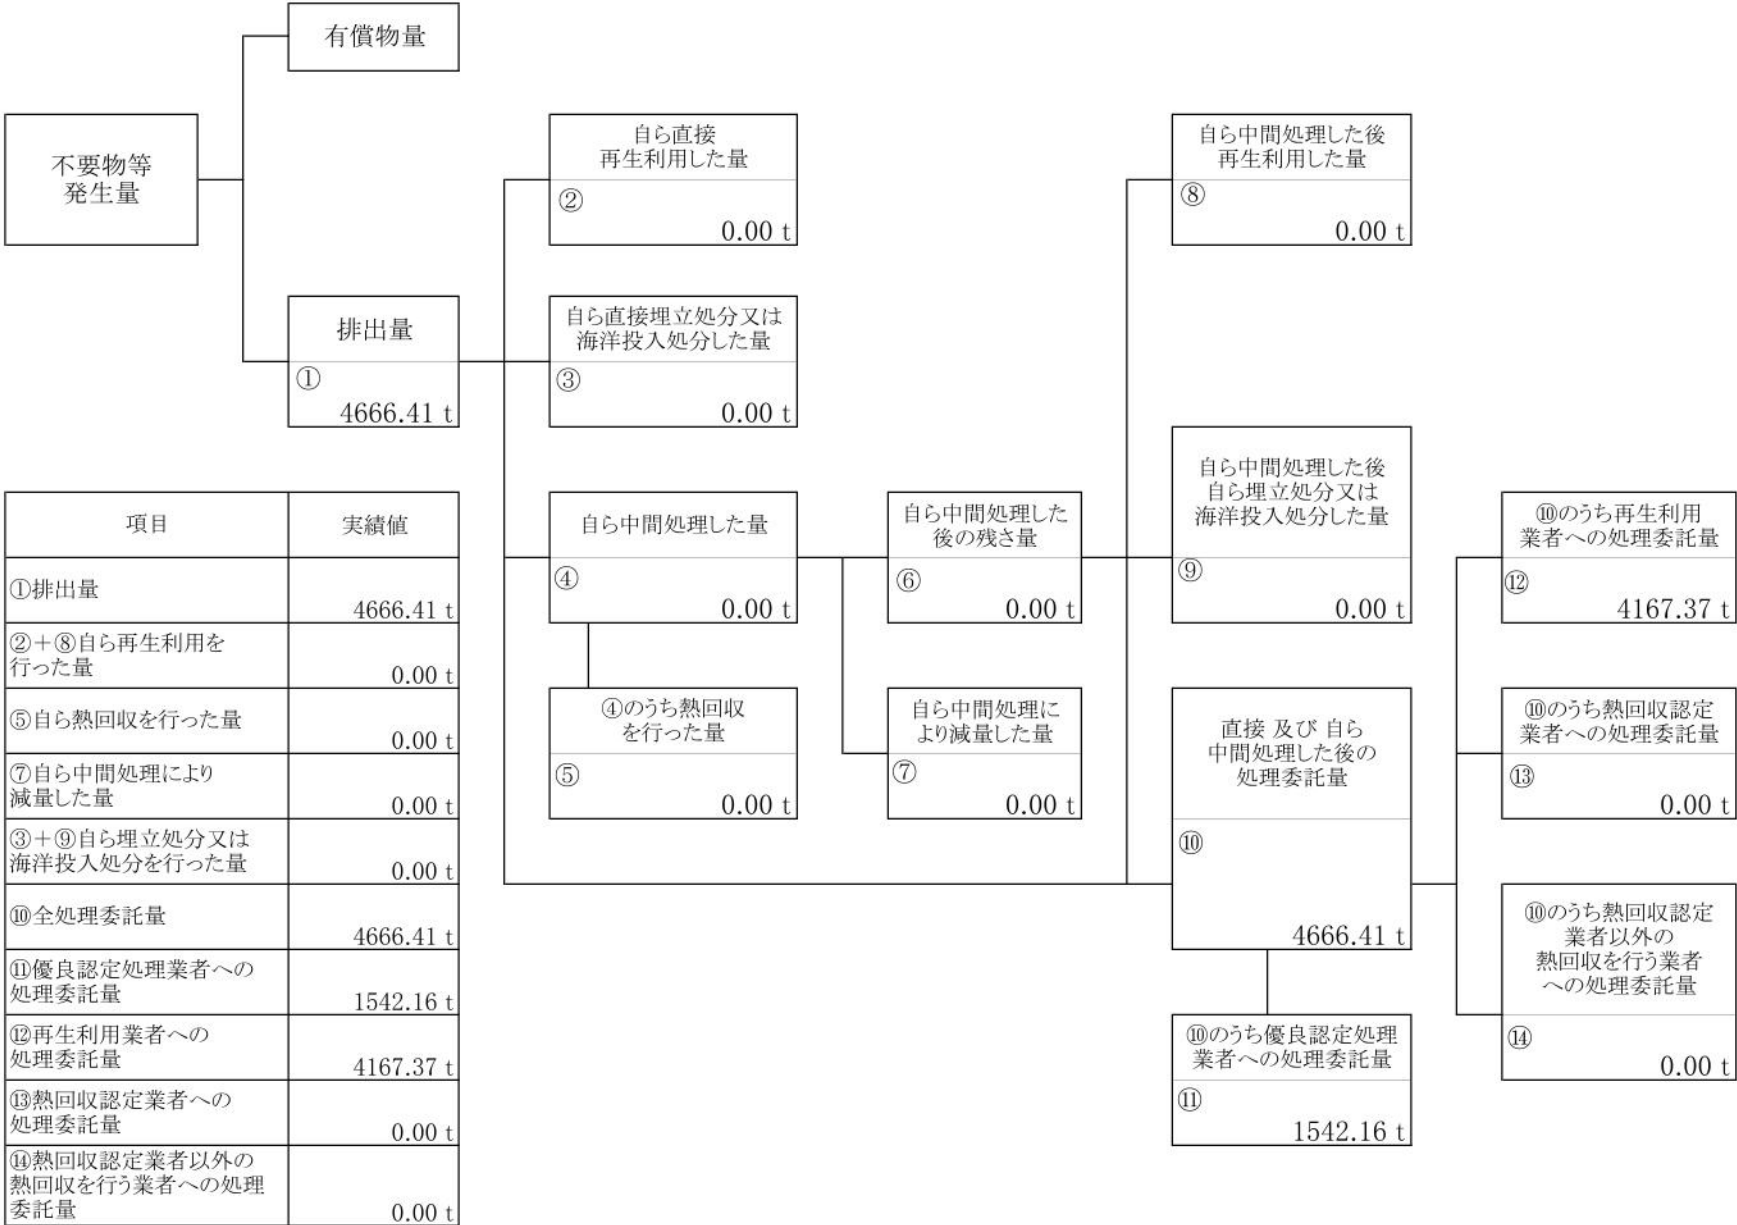 有償物量
不要物等
発生量
排出量
①
4666.41 t
自ら直接
再生利用した量
②
0.00 t
自ら直接埋立処分又は
海洋投入処分した量
③
0.00 t
自ら中間処理した量
④
0.00 t
④のうち熱回収
を行った量
⑤
0.00 t
自ら中間処理した
後の残さ量
⑥
0.00 t
自ら中間処理に
より減量した量
⑦
0.00 t
自ら中間処理した後
再生利用した量
⑧
0.00 t
自ら中間処理した後
自ら埋立処分又は
海洋投入処分した量
⑨
0.00 t
直接 及び 自ら
中間処理した後の
処理委託量
⑩
4666.41 t
⑩のうち優良認定処理
業者への処理委託量
⑪
1542.16 t
⑩のうち再生利用
業者への処理委託量
⑫
4167.37 t
⑩のうち熱回収認定
業者への処理委託量
⑬
0.00 t
⑩のうち熱回収認定
業者以外の
熱回収を行う業者
への処理委託量
⑭
0.00 t
項目 実績値
①排出量
4666.41 t
②＋⑧自ら再生利用を
行った量
0.00 t
⑤自ら熱回収を行った量
0.00 t
⑦自ら中間処理により
減量した量
0.00 t
③＋⑨自ら埋立処分又は
海洋投入処分を行った量
0.00 t
⑩全処理委託量
4666.41 t
⑪優良認定処理業者への
処理委託量
1542.16 t
⑫再生利用業者への
処理委託量
4167.37 t
⑬熱回収認定業者への
処理委託量
0.00 t
⑭熱回収認定業者以外の
熱回収を行う業者への処理
委託量
0.00 t